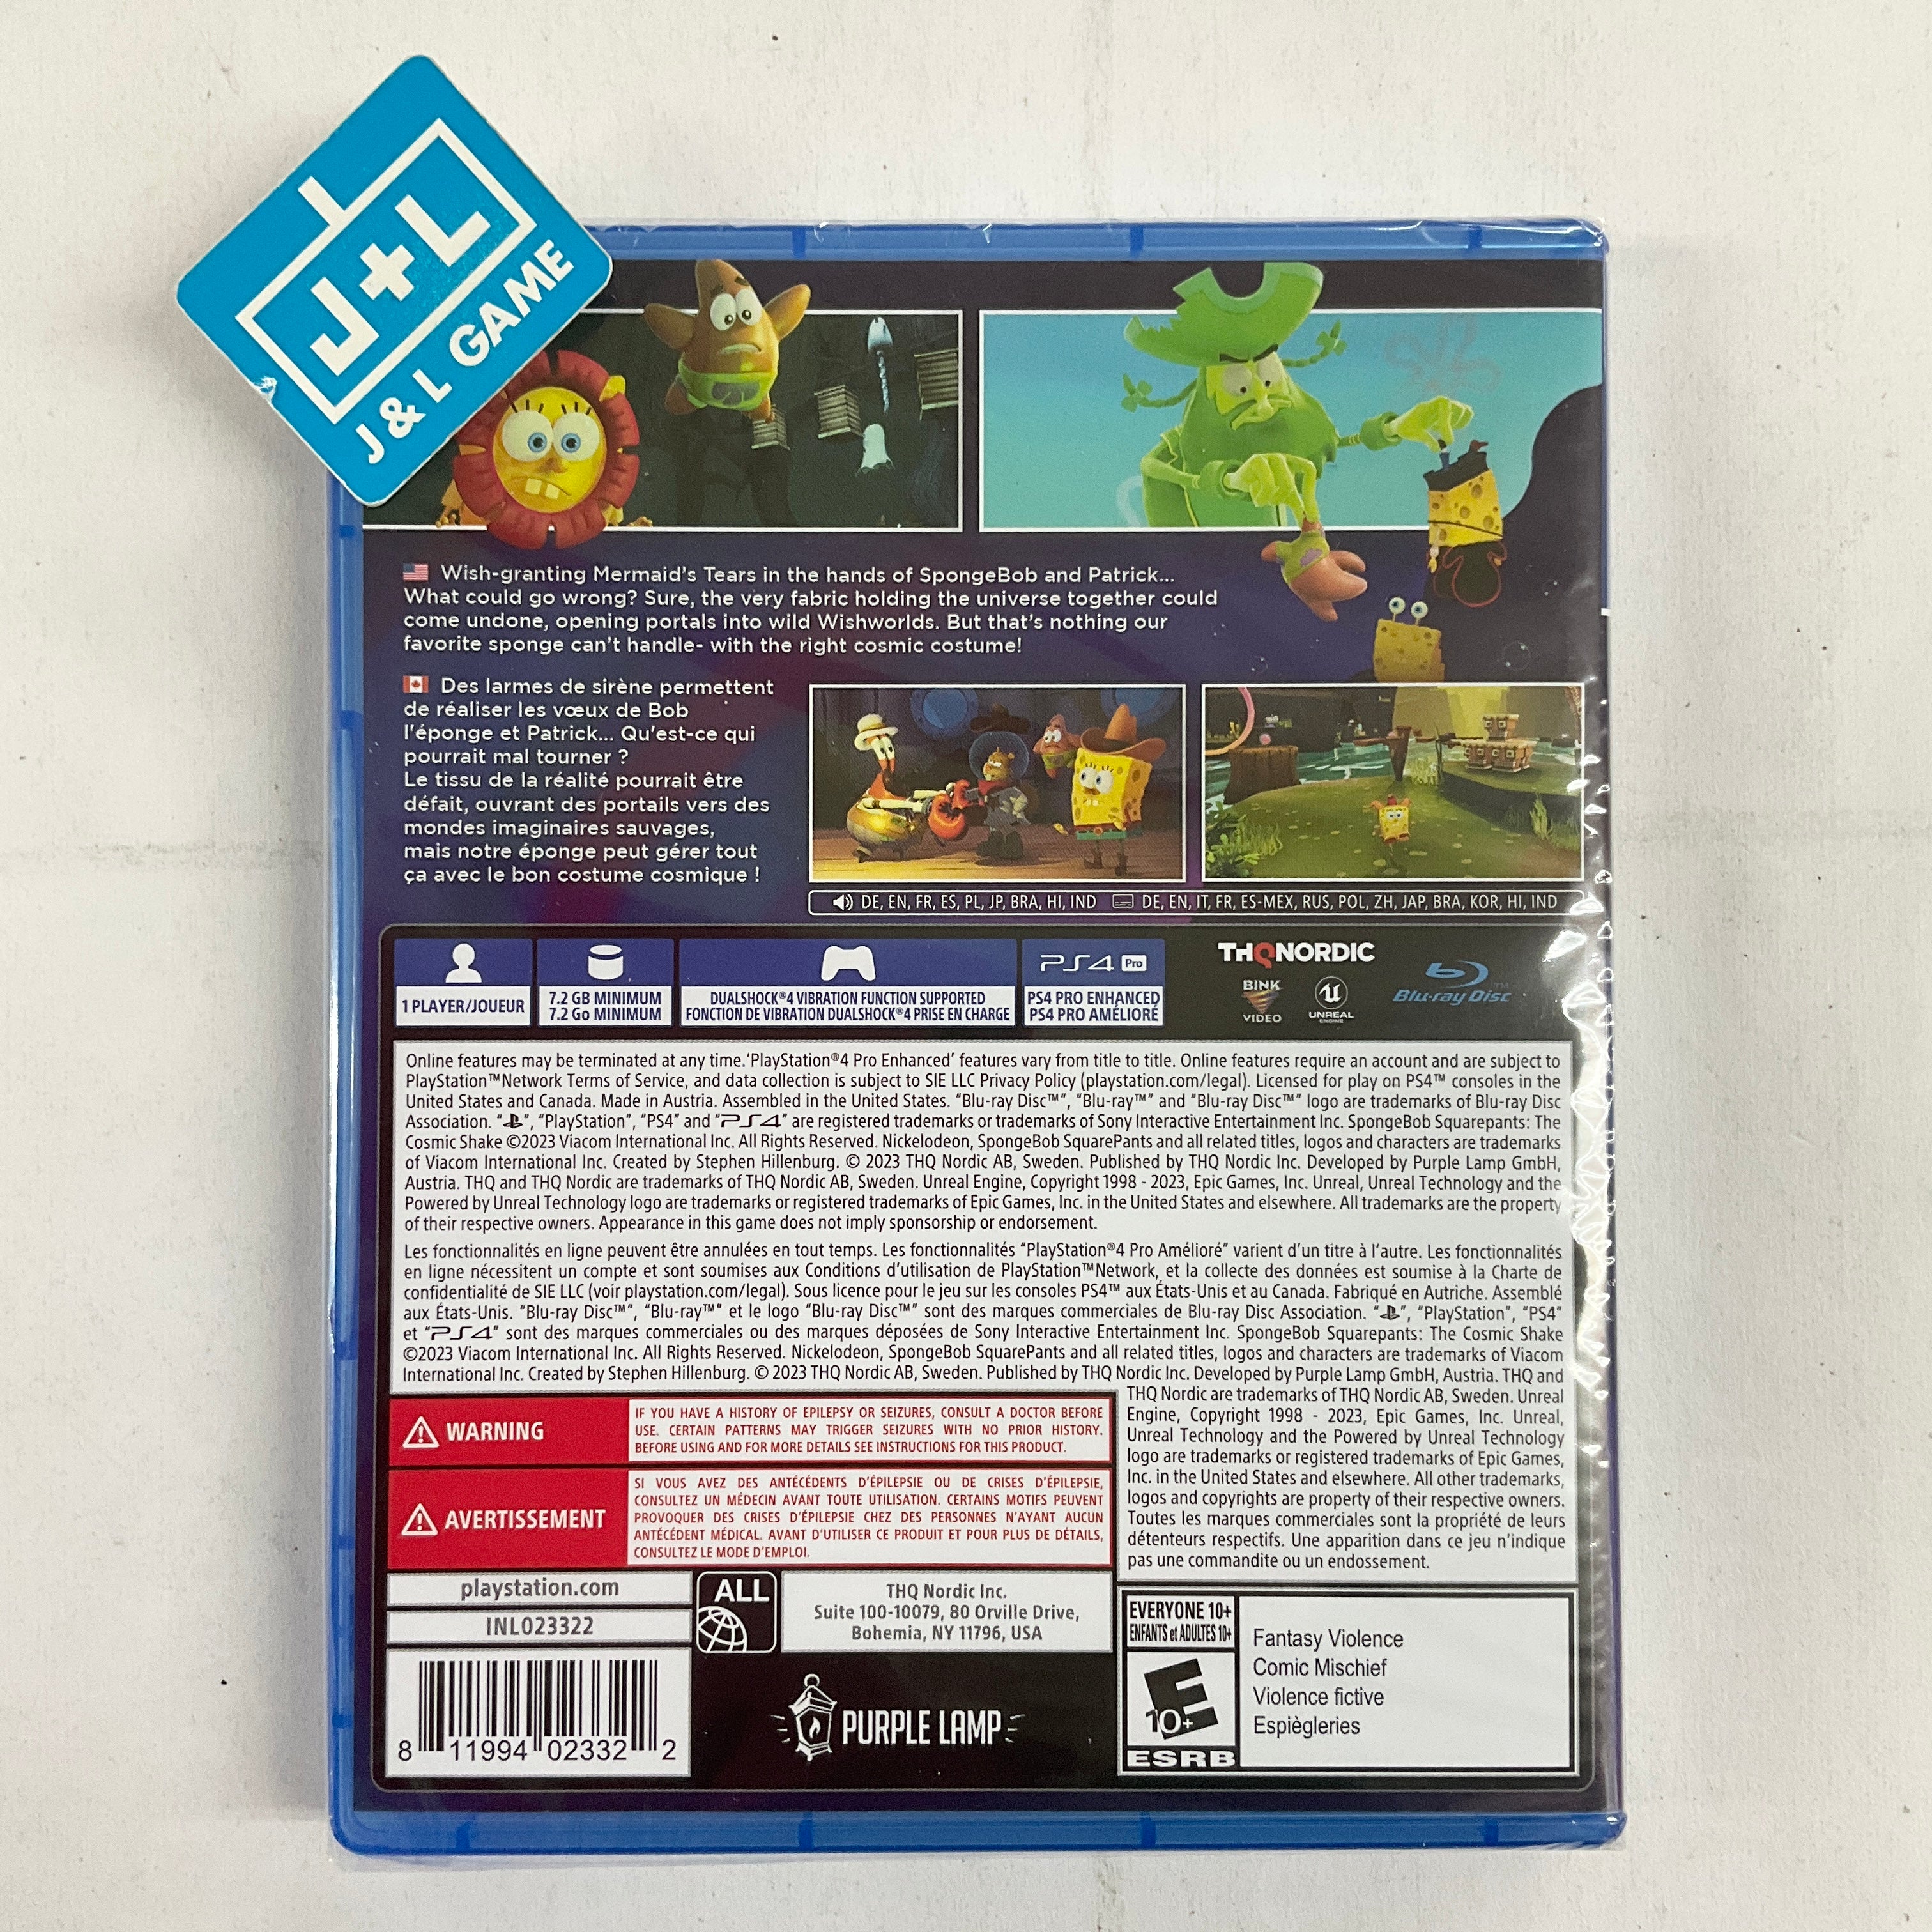 J+L
J & L GAME
Wish-granting Mermaid's Tears in the hands of SpongeBob and Patrick...
What could go wrong? Sure, the very fabric holding the universe together could
come undone, opening portals into wild Wishworlds. But that's nothing our
favorite sponge can't handle- with the right cosmic costume!
Des larmes de sirène permettent
de réaliser les vœux de Bob
l'éponge et Patrick... Qu'est-ce qui
pourrait mal tourner ?
Le tissu de la réalité pourrait être
défait, ouvrant des portails vers des
mondes imaginaires sauvages,
mais notre éponge peut gérer tout
ça avec le bon costume cosmique !
DE, EN, FR, ES, PL, JP, BRA, HI, IND DE, EN, IT, FR, ES-MEX, RUS, POL, ZH, JAP, BRA, KOR, HI, IND
1 PLAYER/JOUEUR
7.2 GB MINIMUM
7.2 Go MINIMUM
DUALSHOCK®4 VIBRATION FUNCTION SUPPORTED
FONCTION DE VIBRATION DUALSHOCK®4 PRISE EN CHARGE
PS4 Pro
PS4 PRO ENHANCED
PS4 PRO AMÉLIORÉ
THQNORDIC
BINK
VIDEO
UNREAL
ENGINE
Blu-ray Disc™
Online features may be terminated at any time.'PlayStation®4 Pro Enhanced' features vary from title to title. Online features require an account and are subject to
PlayStation™Network Terms of Service, and data collection is subject to SIE LLC Privacy Policy (playstation.com/legal). Licensed for play on PS4™ consoles in the
United States and Canada. Made in Austria. Assembled in the United States. "Blu-ray Disc™", "Blu-ray™" and "Blu-ray Disc™" logo are trademarks of Blu-ray Disc
Association. "", "PlayStation", "PS4" and "PS4" are registered trademarks or trademarks of Sony Interactive Entertainment Inc. SpongeBob Squarepants: The
Cosmic Shake ©2023 Viacom International Inc. All Rights Reserved. Nickelodeon, SpongeBob SquarePants and all related titles, logos and characters are trademarks
of Viacom International Inc. Created by Stephen Hillenburg. © 2023 THQ Nordic AB, Sweden. Published by THQ Nordic Inc. Developed by Purple Lamp GmbH,
Austria. THQ and THQ Nordic are trademarks of THQ Nordic AB, Sweden. Unreal Engine, Copyright 1998 - 2023, Epic Games, Inc. Unreal, Unreal Technology and the
Powered by Unreal Technology logo are trademarks or registered trademarks of Epic Games, Inc. in the United States and elsewhere. All trademarks are the property
of their respective owners. Appearance in this game does not imply sponsorship or endorsement.
Les fonctionnalités en ligne peuvent être annulées en tout temps. Les fonctionnalités "PlayStation®4 Pro Amélioré" varient d'un titre à l'autre. Les fonctionnalités
en ligne nécessitent un compte et sont soumises aux Conditions d'utilisation de PlayStation™Network, et la collecte des données est soumise à la Charte de
confidentialité de SIE LLC (voir playstation.com/legal). Sous licence pour le jeu sur les consoles PS4™ aux États-Unis et au Canada. Fabriqué en Autriche. Assemblé
aux États-Unis. "Blu-ray Disc™", "Blu-ray™" et le logo "Blu-ray Disc™" sont des marques commerciales de Blu-ray Disc Association. "", "PlayStation", "PS4"
et "PS4" sont des marques commerciales ou des marques déposées de Sony Interactive Entertainment Inc. SpongeBob Squarepants: The Cosmic Shake
©2023 Viacom International Inc. All Rights Reserved. Nickelodeon, SpongeBob SquarePants and all related titles, logos and characters are trademarks of Viacom
International Inc. Created by Stephen Hillenburg. © 2023 THQ Nordic AB, Sweden. Published by THQ Nordic Inc. Developed by Purple Lamp GmbH, Austria. THQ and
THQ Nordic are trademarks of THQ Nordic AB, Sweden. Unreal
Engine, Copyright 1998 - 2023, Epic Games, Inc. Unreal,
Unreal Technology and the Powered by Unreal Technology
logo are trademarks or registered trademarks of Epic Games,
Inc. in the United States and elsewhere. All other trademarks,
logos and copyrights are property of their respective owners.
Toutes les marques commerciales sont la propriété de leurs
détenteurs respectifs. Une apparition dans ce jeu n'indique
pas une commandite ou un endossement.
WARNING
IF YOU HAVE A HISTORY OF EPILEPSY OR SEIZURES, CONSULT A DOCTOR BEFORE
USE. CERTAIN PATTERNS MAY TRIGGER SEIZURES WITH NO PRIOR HISTORY.
BEFORE USING AND FOR MORE DETAILS SEE INSTRUCTIONS FOR THIS PRODUCT.
AVERTISSEMENT
SI VOUS AVEZ DES ANTÉCÉDENTS D'ÉPILEPSIE OU DE CRISES D'ÉPILEPSIE,
CONSULTEZ UN MÉDECIN AVANT TOUTE UTILISATION. CERTAINS MOTIFS PEUVENT
PROVOQUER DES CRISES D'ÉPILEPSIE CHEZ DES PERSONNES N'AYANT AUCUN
ANTÉCÉDENT MÉDICAL. AVANT D'UTILISER CE PRODUIT ET POUR PLUS DE DÉTAILS,
CONSULTEZ LE MODE D'EMPLOI.
playstation.com
INL023322
ALL
THQ Nordic Inc.
Suite 100-10079, 80 Orville Drive,
Bohemia, NY 11796, USA
8 11994 02332 2
PURPLE LAMP
EVERYONE 10+
ENFANTS et ADULTES 10+
E
10+
ESRB
Fantasy Violence
Comic Mischief
Violence fictive
Espiègleries